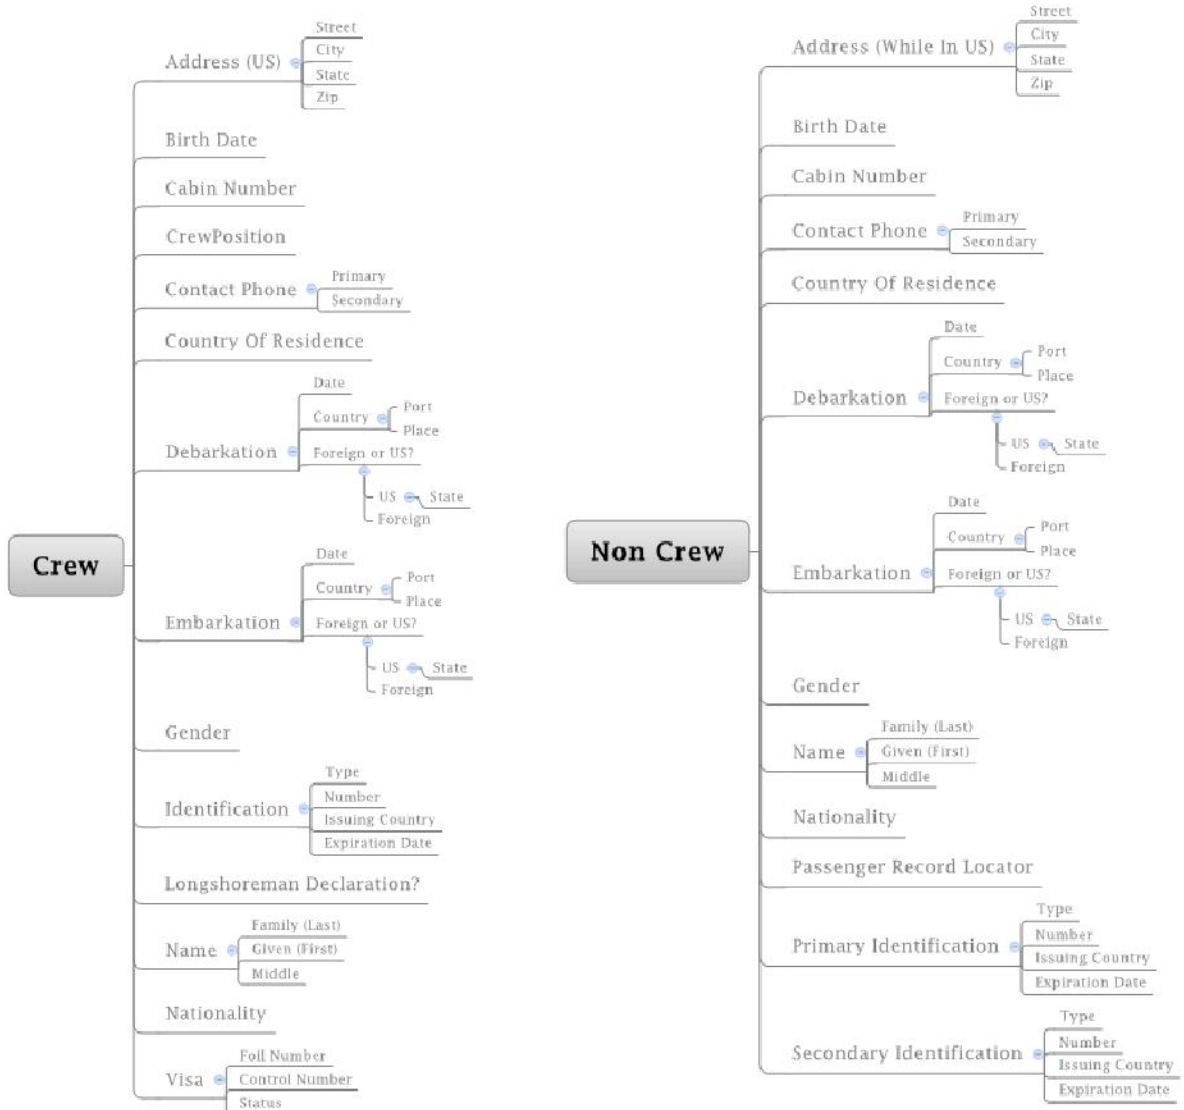 Crew
Address (US)
Street
City
State
Zip
Birth Date
Cabin Number
CrewPosition
Contact Phone
Primary
Secondary
Country Of Residence
Debarkation
Date
Country
Port
Place
Foreign or US?
US
State
Foreign
Embarkation
Date
Country
Port
Place
Foreign or US?
US
State
Foreign
Gender
Identification
Type
Number
Issuing Country
Expiration Date
Longshoreman Declaration?
Name
Family (Last)
Given (First)
Middle
Nationality
Visa
Foil Number
Control Number
Status
Non Crew
Address (While In US)
Street
City
State
Zip
Birth Date
Cabin Number
Contact Phone
Primary
Secondary
Country Of Residence
Debarkation
Date
Country
Port
Place
Foreign or US?
US
State
Foreign
Embarkation
Date
Country
Port
Place
Foreign or US?
US
State
Foreign
Gender
Name
Family (Last)
Given (First)
Middle
Nationality
Passenger Record Locator
Primary Identification
Type
Number
Issuing Country
Expiration Date
Secondary Identification
Type
Number
Issuing Country
Expiration Date